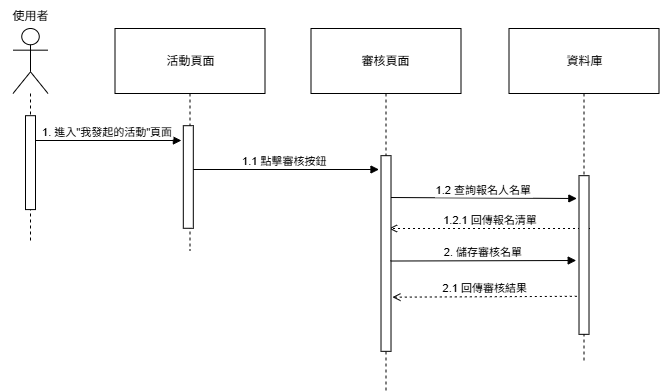 使用者
活動頁面
審核頁面
資料庫
1. 進入"我發起的活動"頁面
1.1 點擊審核按鈕
1.2 查詢報名人名單
1.2.1 回傳報名清單
2. 儲存審核名單
2.1 回傳審核結果